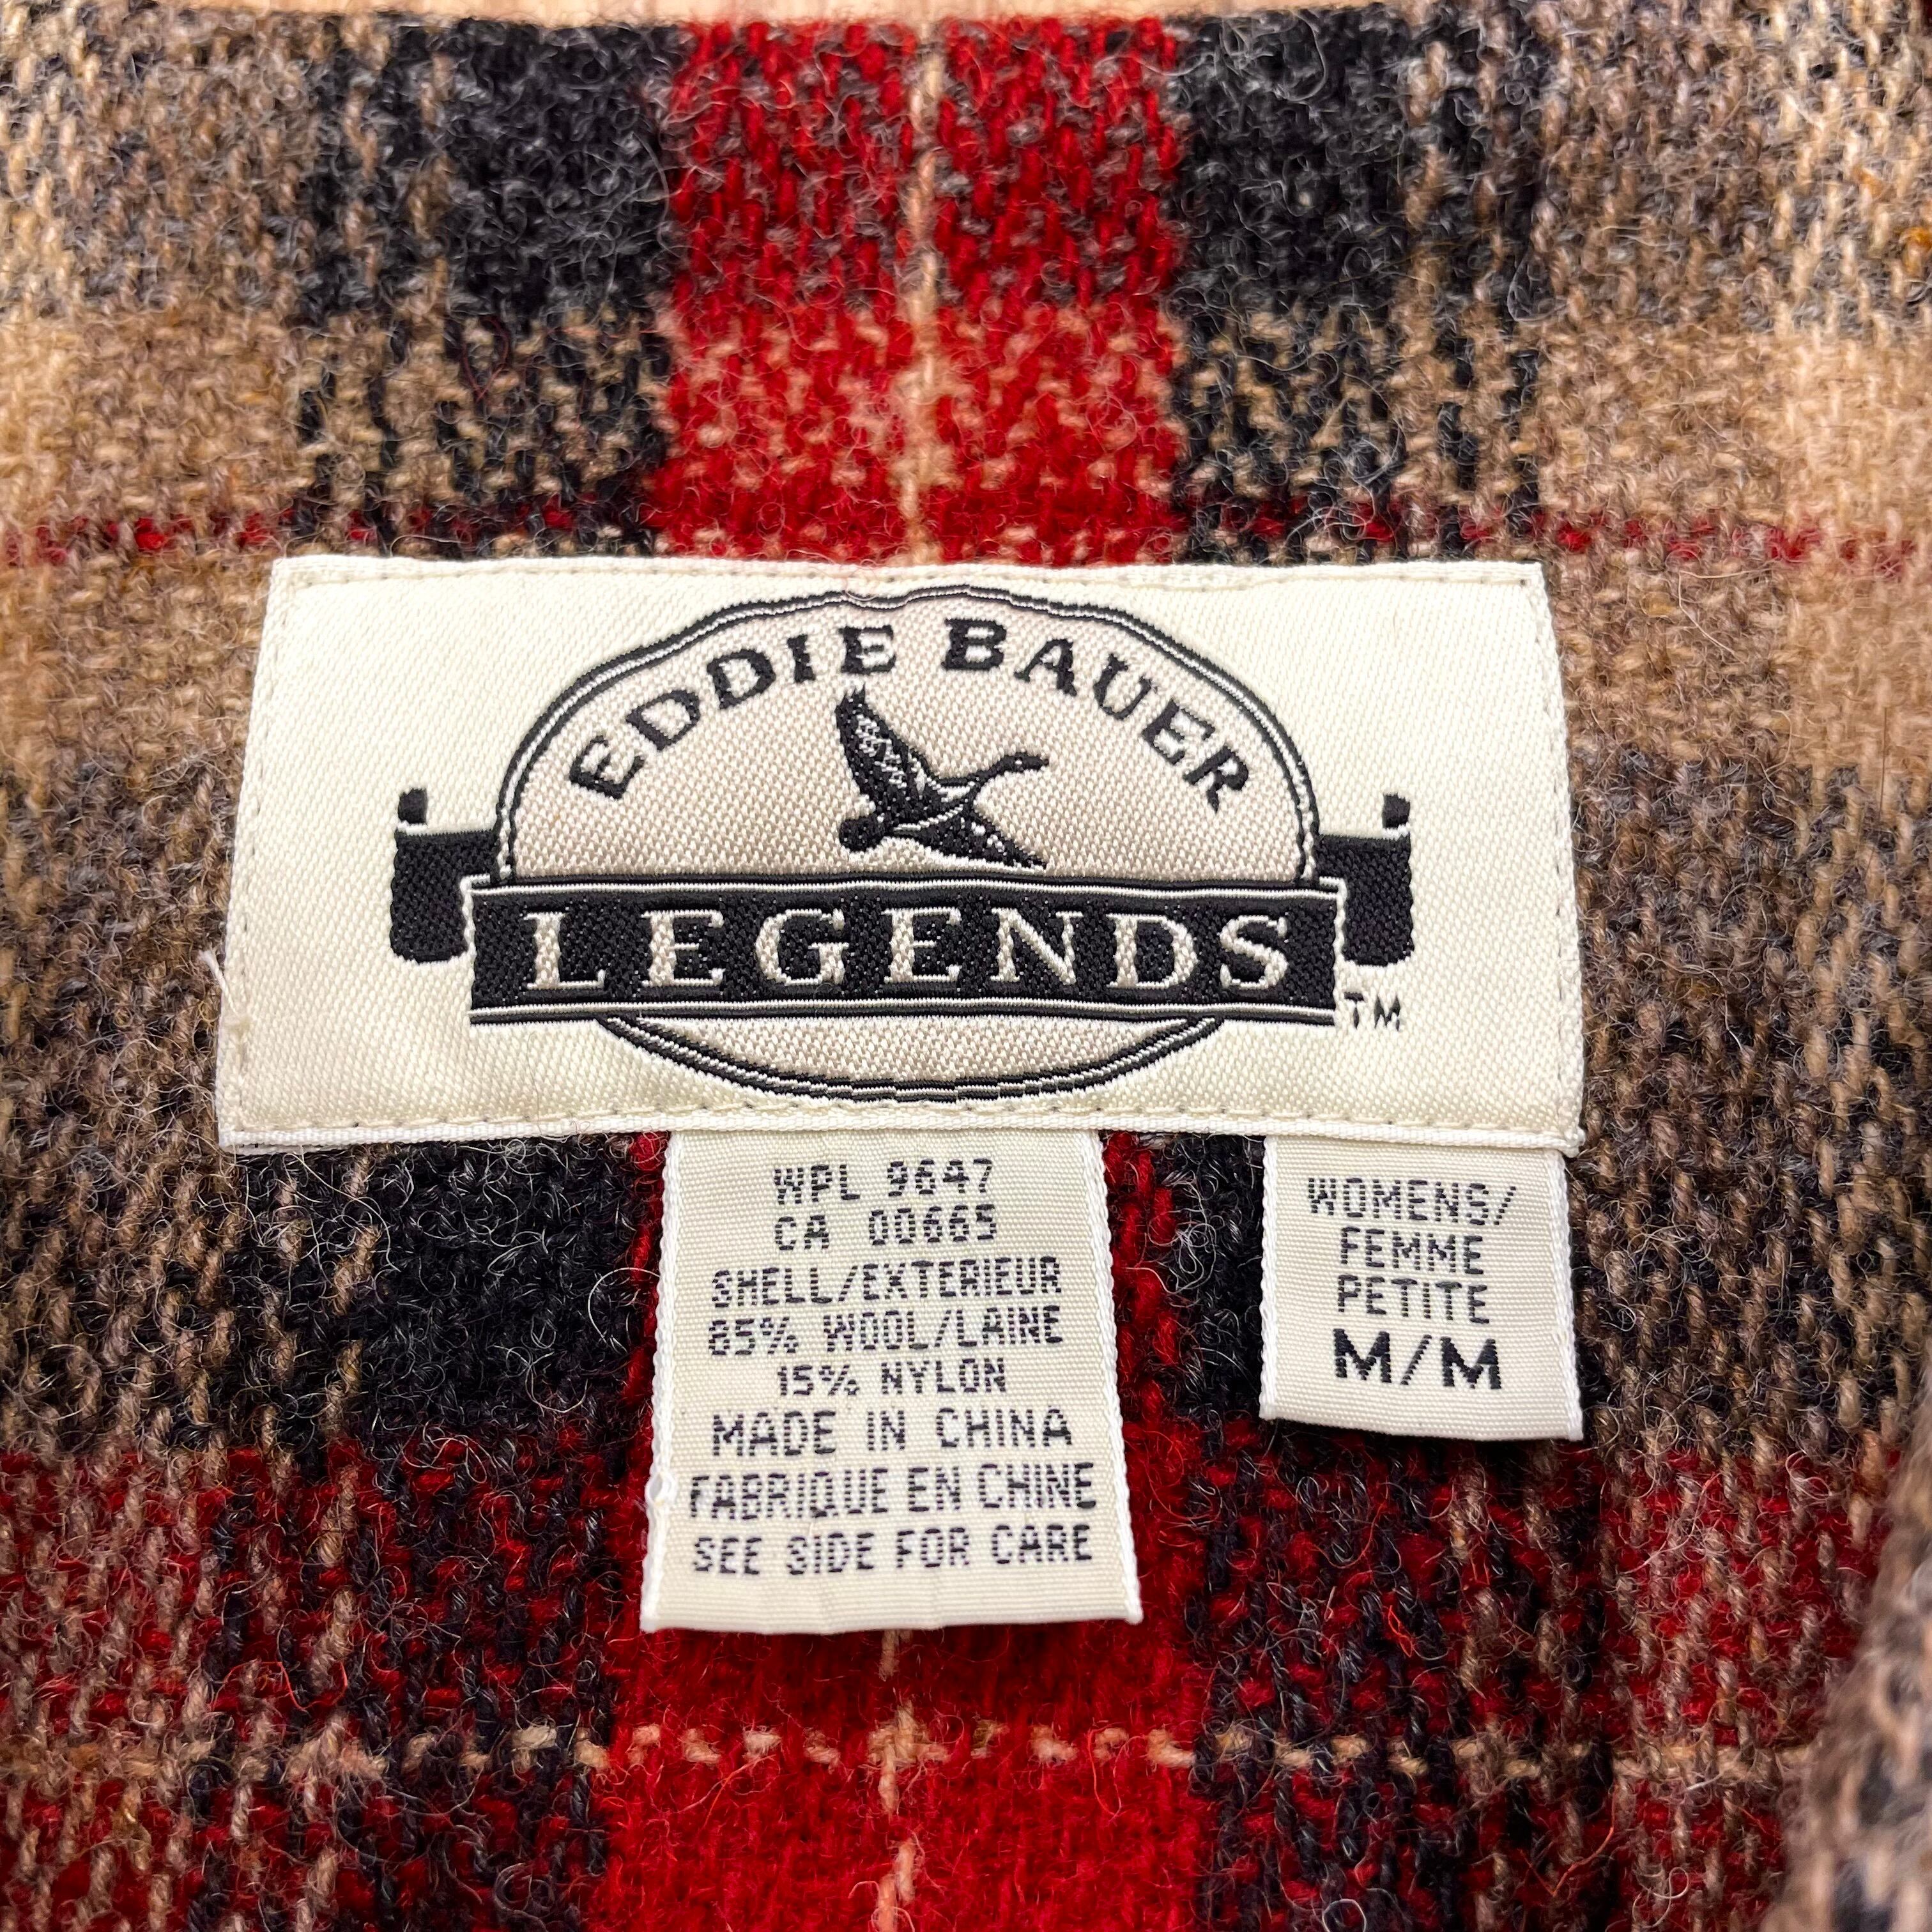 EDDIE BAUER
LEGENDS
TM
WPL 9647
CA 00665
SHELL/EXTERIEUR
85% WOOL/LAINE
15% NYLON
MADE IN CHINA
FABRIQUE EN CHINE
SEE SIDE FOR CARE
WOMENS/
FEMME
PETITE
M/M